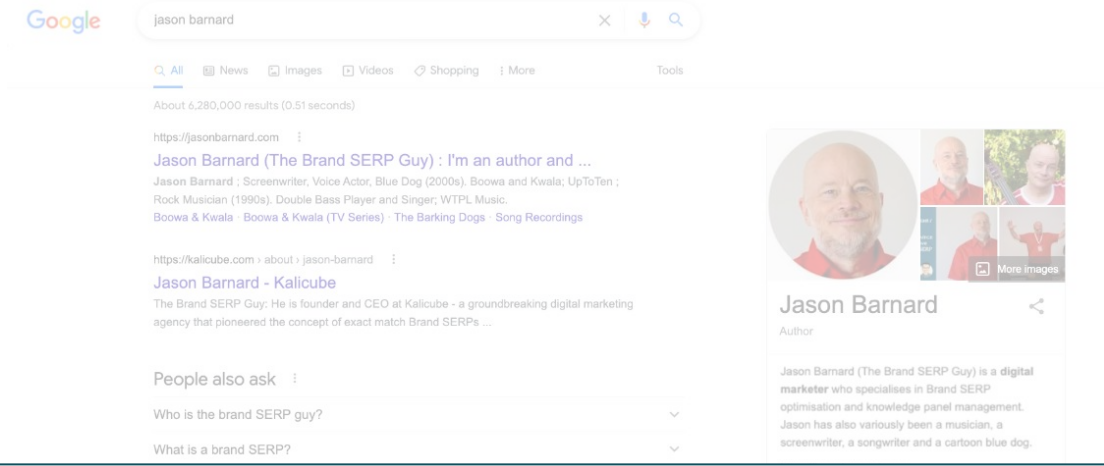 Google
jason barnard
All News Images Videos Shopping More Tools
About 6,280,000 results (0.51 seconds)
https://jasonbarnard.com
Jason Barnard (The Brand SERP Guy) : I'm an author and ...
Jason Barnard ; Screenwriter, Voice Actor, Blue Dog (2000s). Boowa and Kwala; UpToTen ;
Rock Musician (1990s). Double Bass Player and Singer; WTPL Music.
Boowa & Kwala · Boowa & Kwala (TV Series) · The Barking Dogs · Song Recordings
https://kalicube.com › about › jason-barnard
Jason Barnard - Kalicube
The Brand SERP Guy: He is founder and CEO at Kalicube - a groundbreaking digital marketing
agency that pioneered the concept of exact match Brand SERPs ...
People also ask
Who is the brand SERP guy?
What is a brand SERP?
More images
Jason Barnard
Author
Jason Barnard (The Brand SERP Guy) is a digital
marketer who specialises in Brand SERP
optimisation and knowledge panel management.
Jason has also variously been a musician, a
screenwriter, a songwriter and a cartoon blue dog.